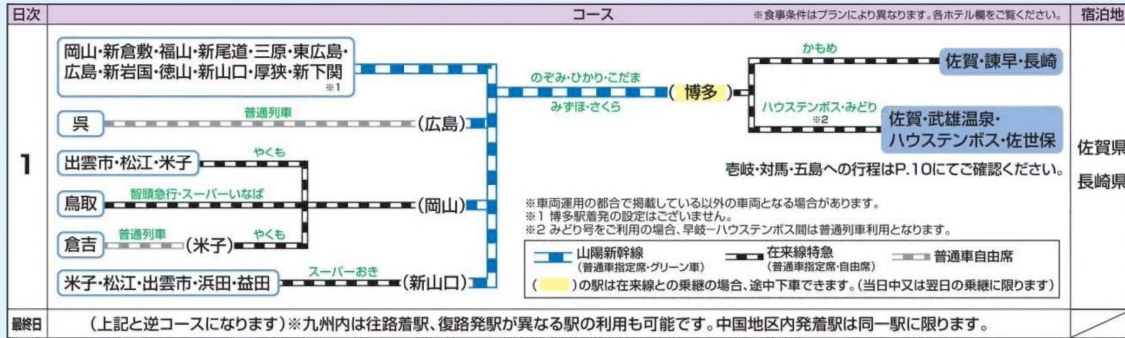 日次 コース ※食事条件はプランにより異なります。各ホテル欄をご覧ください。 宿泊地
1
岡山・新倉敷・福山・新尾道・三原・東広島・
広島・新岩国・徳山・新山口・厚狭・新下関
※1
呉 普通列車 (広島)
出雲市・松江・米子 やくも
鳥取 智頭急行・スーパーいなば (岡山)
倉吉 普通列車 (米子) やくも
米子・松江・出雲市・浜田・益田 スーパーおき (新山口)
のぞみ・ひかり・こだま
みずほ・さくら
(博多)
かもめ
佐賀・諫早・長崎
ハウステンボス・みどり
※2
佐賀・武雄温泉・
ハウステンボス・佐世保
壱岐・対馬・五島への行程はP.10にてご確認ください。
※車両運用の都合で掲載している以外の車両となる場合があります。
※1 博多駅着発の設定はございません。
※2 みどり号をご利用の場合、早岐−ハウステンボス間は普通列車利用となります。
山陽新幹線 在来線特急 普通車自由席
(普通車指定席・グリーン車) (普通車指定席・自由席)
( )の駅は在来線との乗継の場合、途中下車できます。(当日中又は翌日の乗継に限ります)
佐賀県
長崎県
最終日 (上記と逆コースになります)※九州内は往路着駅、復路発駅が異なる駅の利用も可能です。中国地区内発着駅は同一駅に限ります。